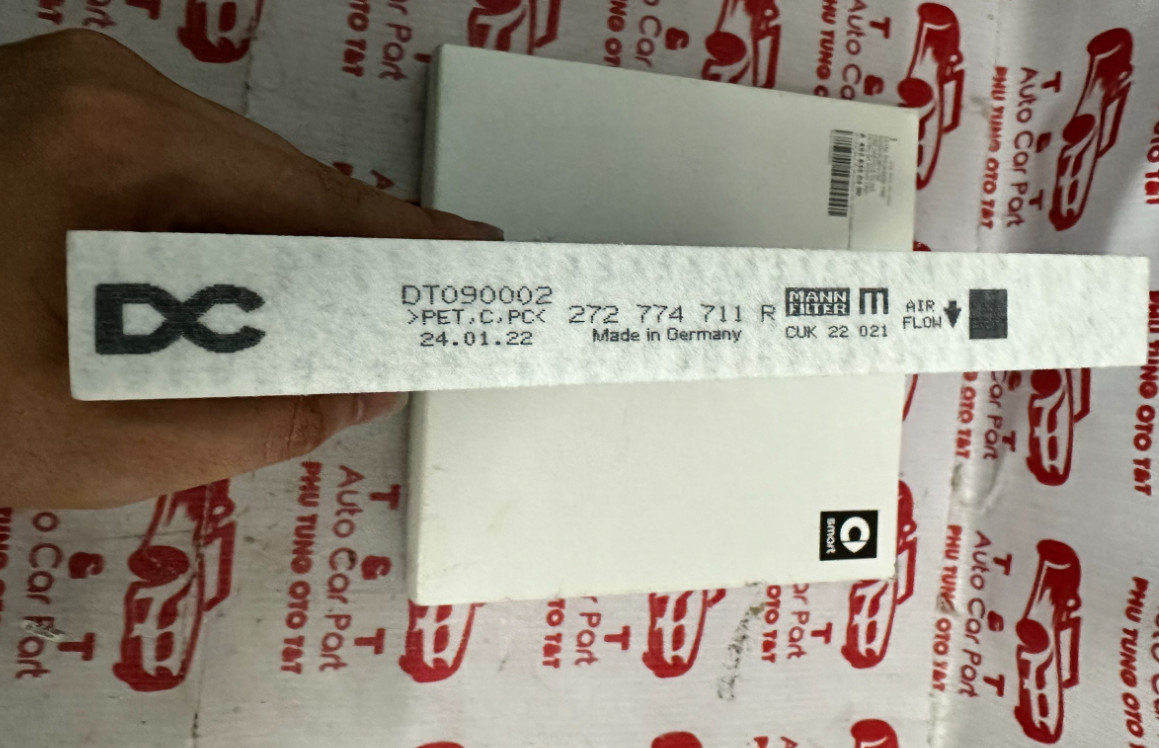 DC
DT090002
>PET,C,PC<
24.01.22
272 774 711 R
Made in Germany
MANN
FILTER
CUK 22 021
AIR
FLOW
smart
T & T
Auto Car Part
PHU TUNG OTO T&T